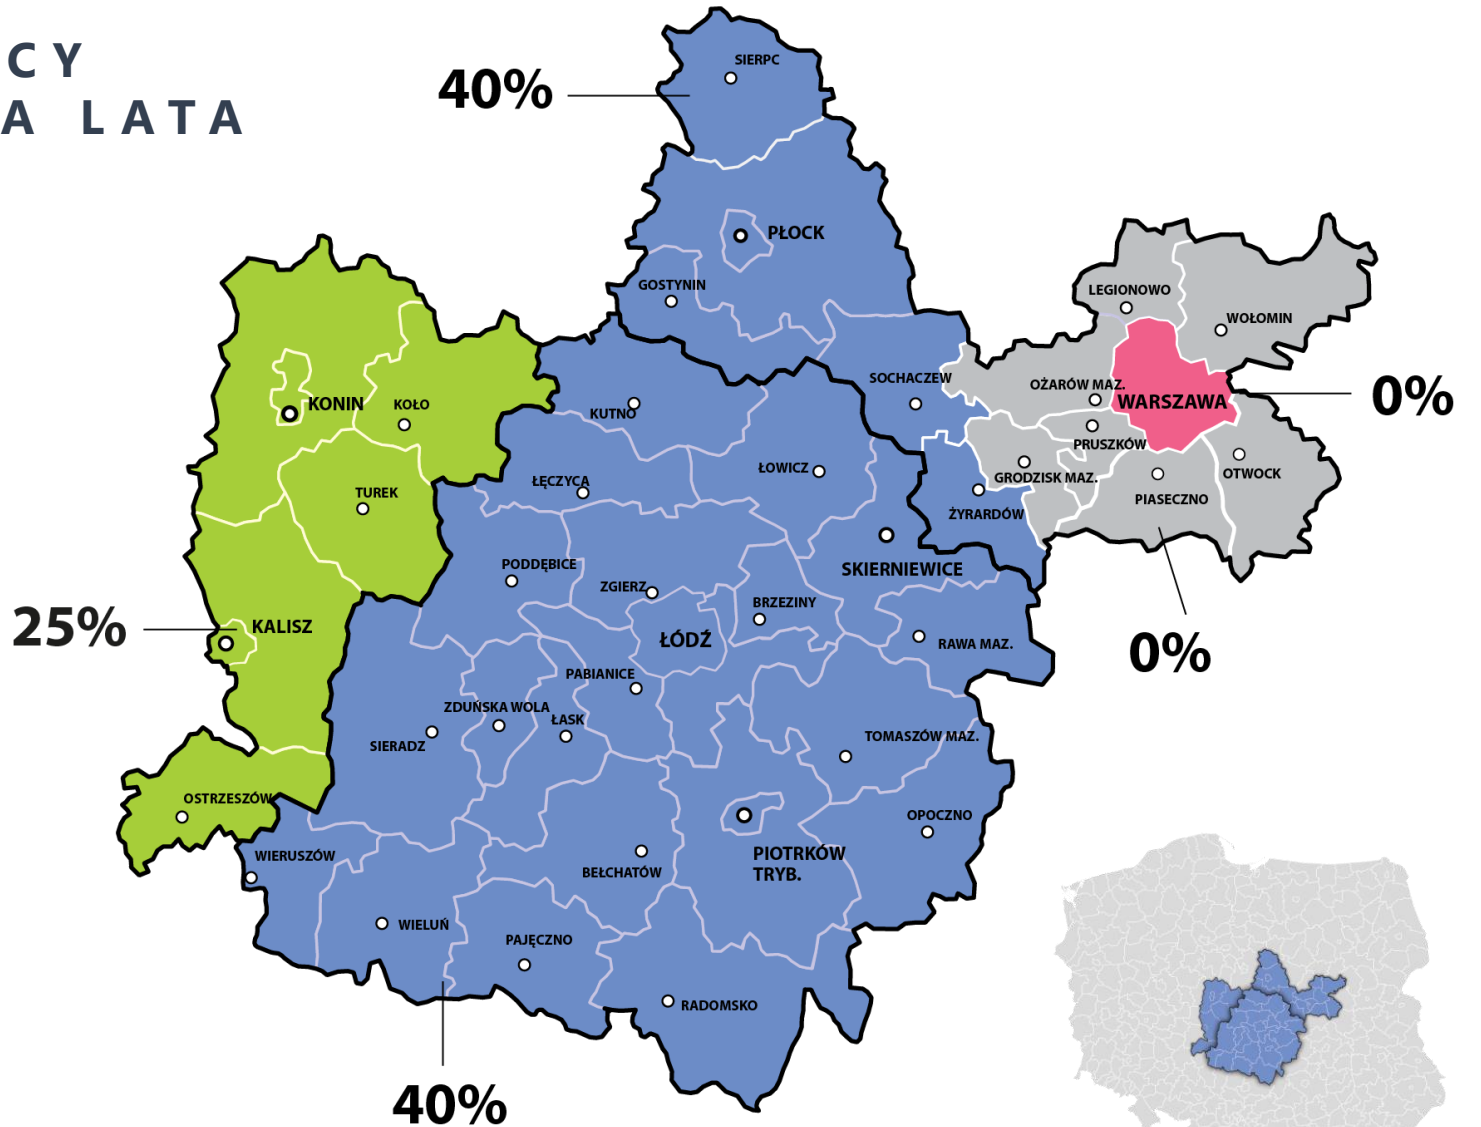 CY
A LATA
SIERPC
40%
PŁOCK
GOSTYNIN
LEGIONOWO
WOŁOMIN
SOCHACZEW
OŻARÓW MAZ.
WARSZAWA
0%
KONIN
KOŁO
KUTNO
PRUSZKÓW
ŁOWICZ
GRODZISK MAZ.
OTWOCK
ŁĘCZYCA
TUREK
PIASECZNO
ŻYRARDÓW
PODDĘBICE
SKIERNIEWICE
ZGIERZ
BRZEZINY
25%
KALISZ
ŁÓDŹ
RAWA MAZ.
0%
PABIANICE
ZDUŃSKA WOLA
ŁASK
SIERADZ
TOMASZÓW MAZ.
OSTRZESZÓW
OPOCZNO
WIERUSZÓW
PIOTRKÓW
TRYB.
BEŁCHATÓW
WIELUŃ
PAJĘCZNO
RADOMSKO
40%